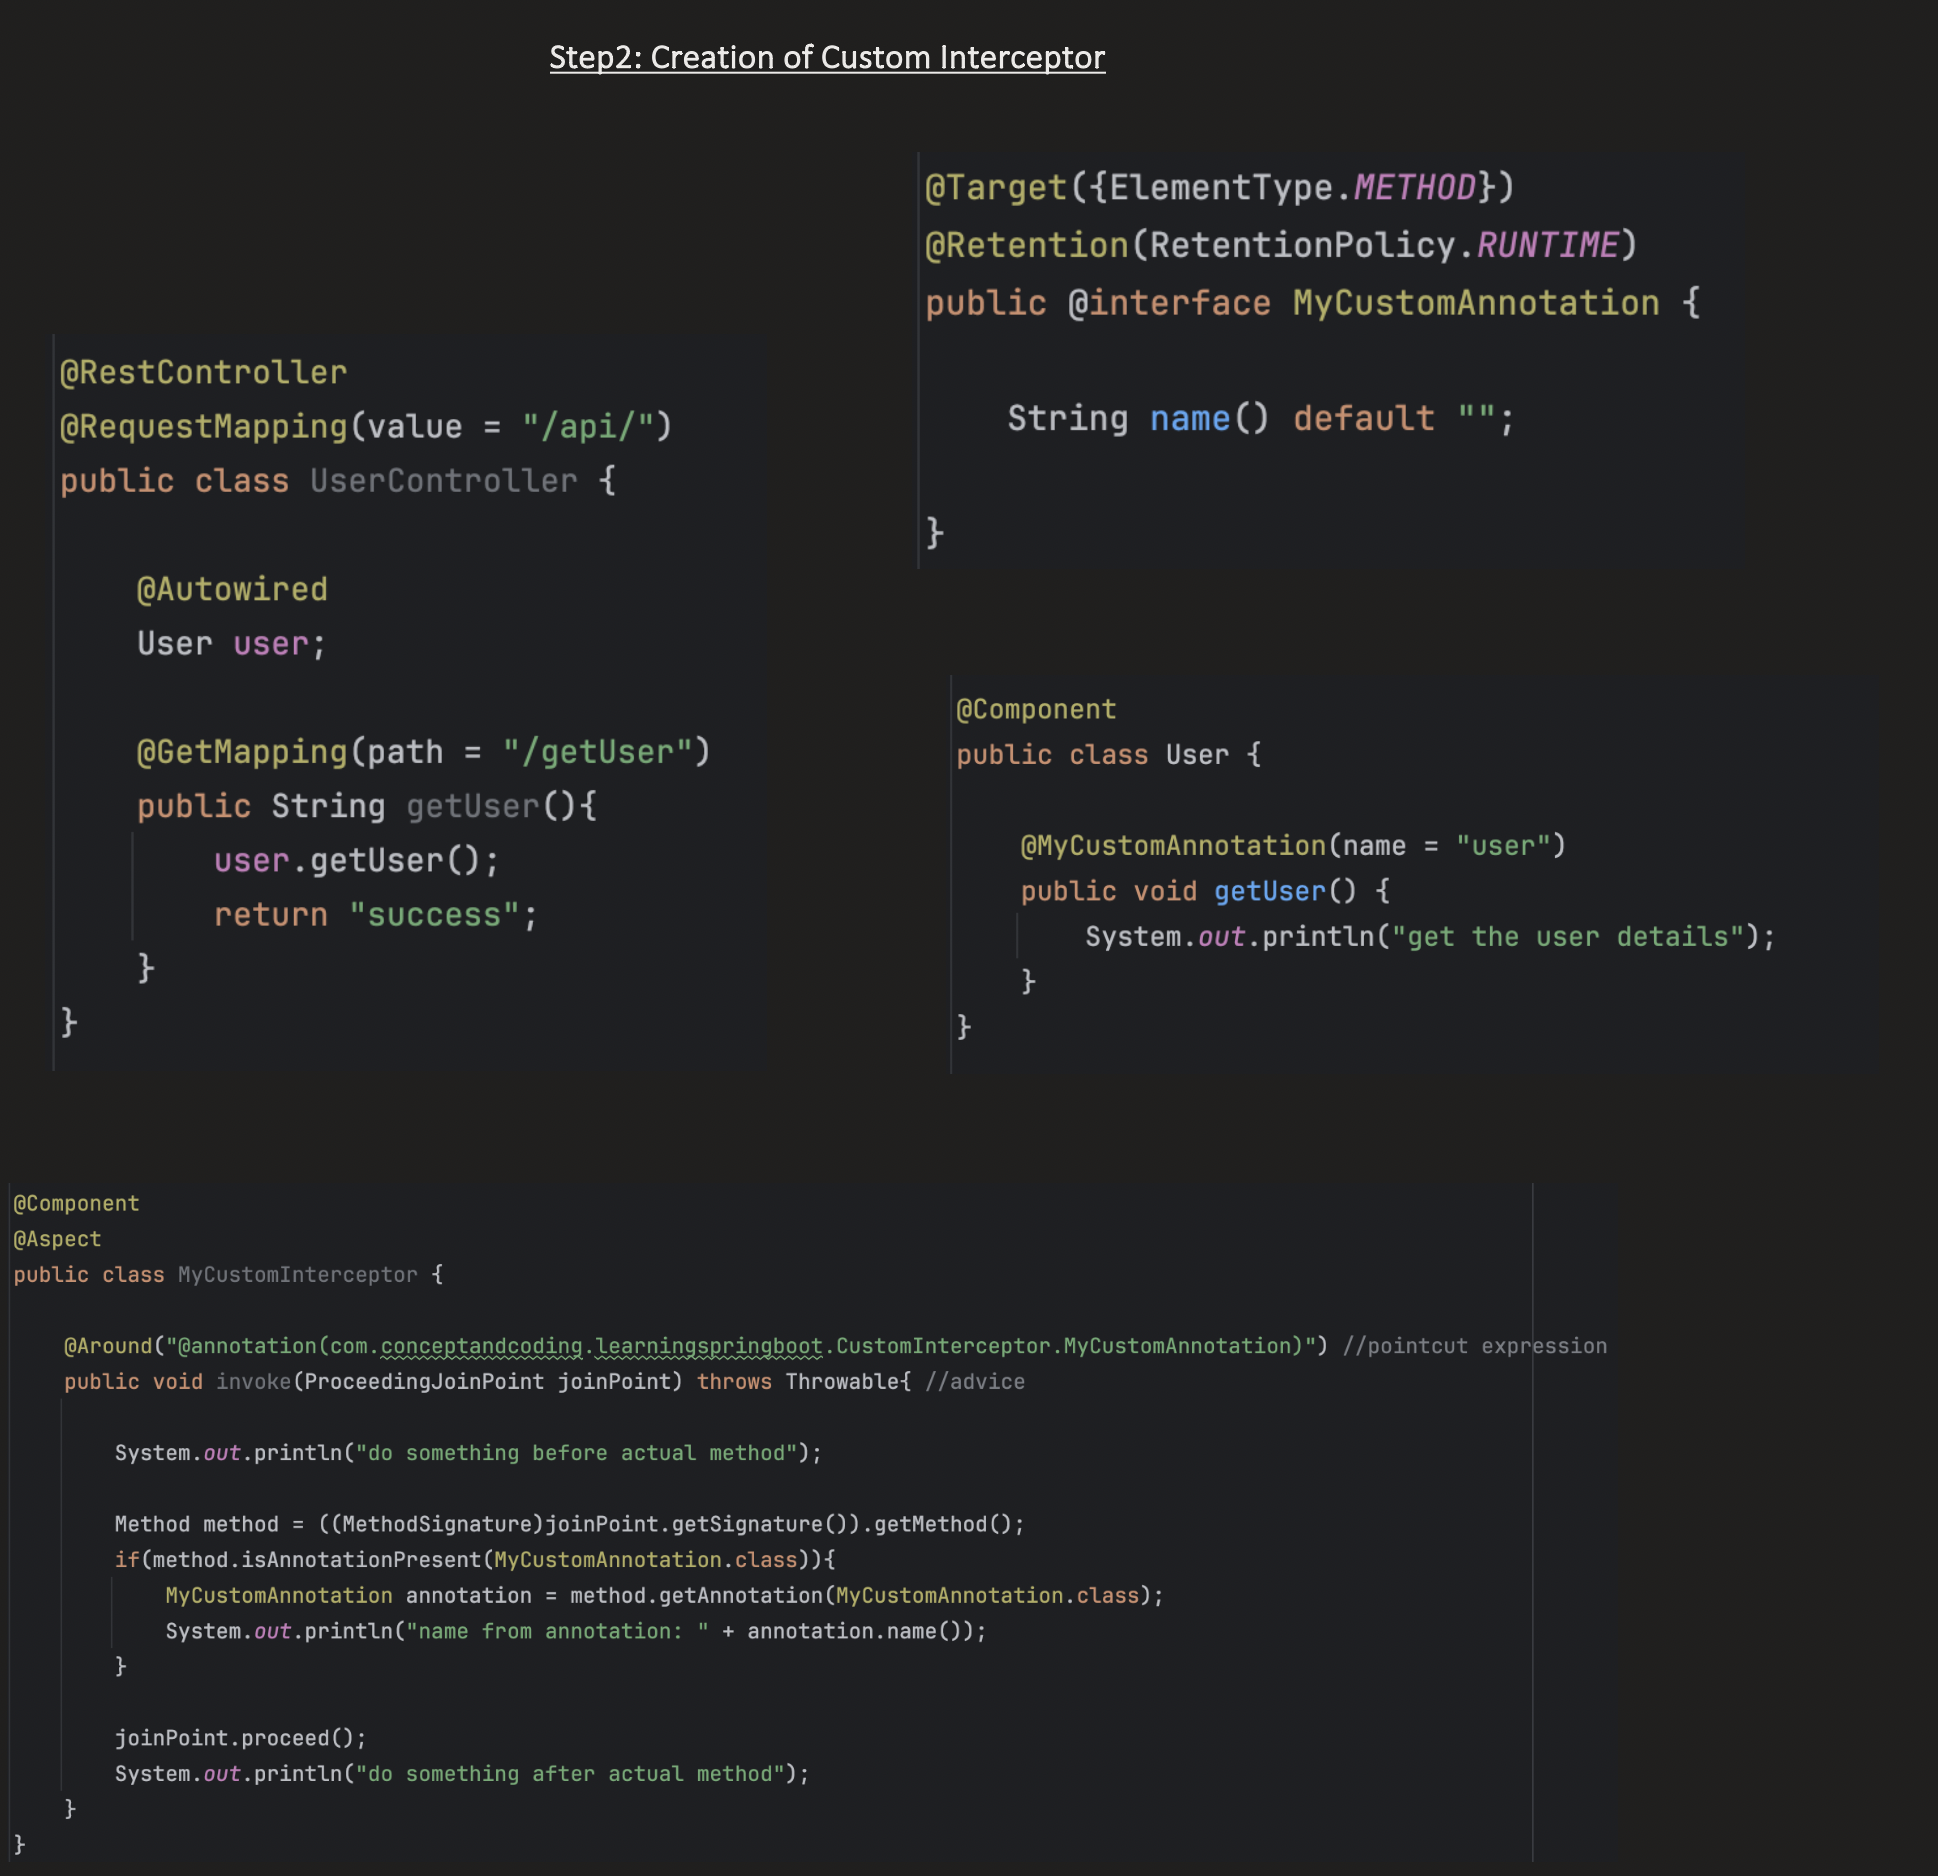 Step2: Creation of Custom Interceptor
@RestController
@RequestMapping(value = "/api/")
public class UserController {
@Autowired
User user;
@GetMapping(path = "/getUser")
public String getUser(){
user.getUser();
return "success";
}
}
@Target({ElementType.METHOD})
@Retention(RetentionPolicy.RUNTIME)
public @interface MyCustomAnnotation {
String name() default "";
}
@Component
public class User {
@MyCustomAnnotation(name = "user")
public void getUser() {
System.out.println("get the user details");
}
}
@Component
@Aspect
public class MyCustomInterceptor {
@Around("@annotation(com.conceptandcoding.learningspringboot.CustomInterceptor.MyCustomAnnotation)") //pointcut expression
public void invoke(ProceedingJoinPoint joinPoint) throws Throwable{ //advice
System.out.println("do something before actual method");
Method method = ((MethodSignature)joinPoint.getSignature()).getMethod();
if(method.isAnnotationPresent(MyCustomAnnotation.class)){
MyCustomAnnotation annotation = method.getAnnotation(MyCustomAnnotation.class);
System.out.println("name from annotation: " + annotation.name());
}
joinPoint.proceed();
System.out.println("do something after actual method");
}
}